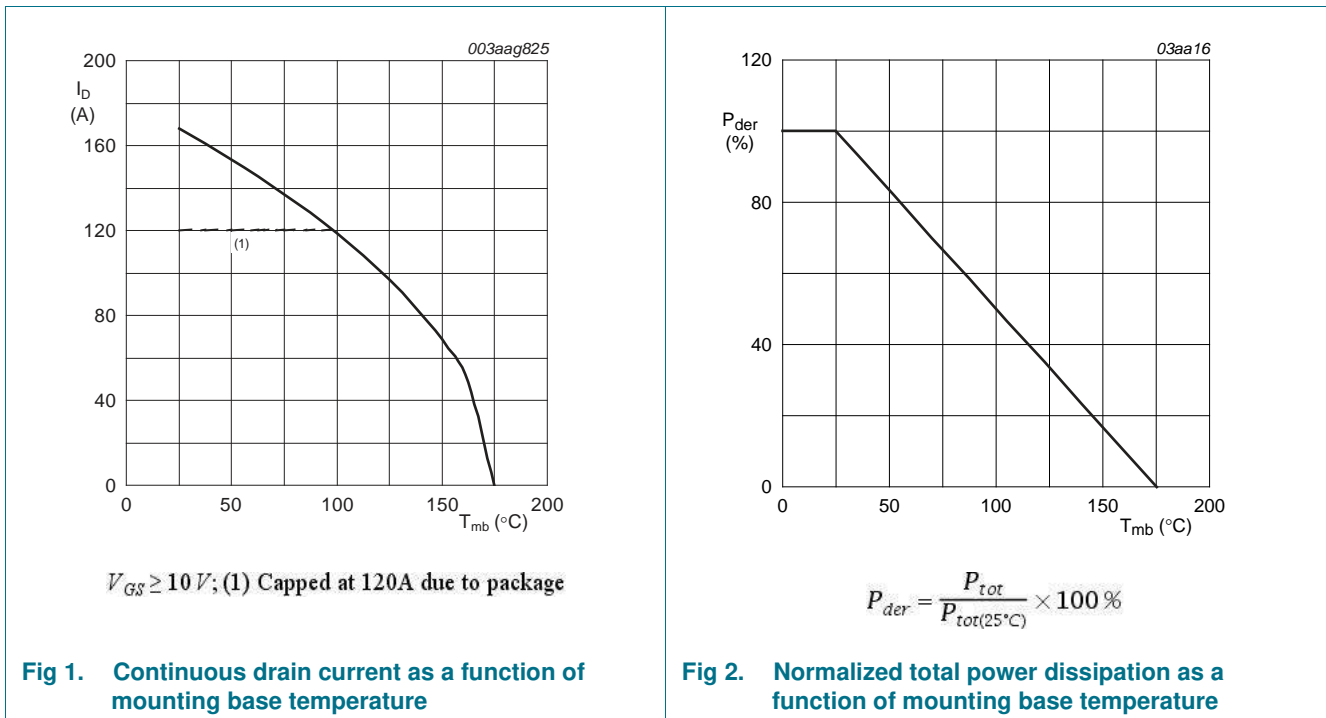 003aag825
200
I_D
(A)
160
120
(1)
80
40
0
0 50 100 150 200
T_mb (°C)
V_GS ≥ 10 V; (1) Capped at 120A due to package
Fig 1. Continuous drain current as a function of
mounting base temperature
03aa16
120
P_der
(%)
80
40
0
0 50 100 150 200
T_mb (°C)
P_der = P_tot / P_tot(25°C) × 100 %
Fig 2. Normalized total power dissipation as a
function of mounting base temperature